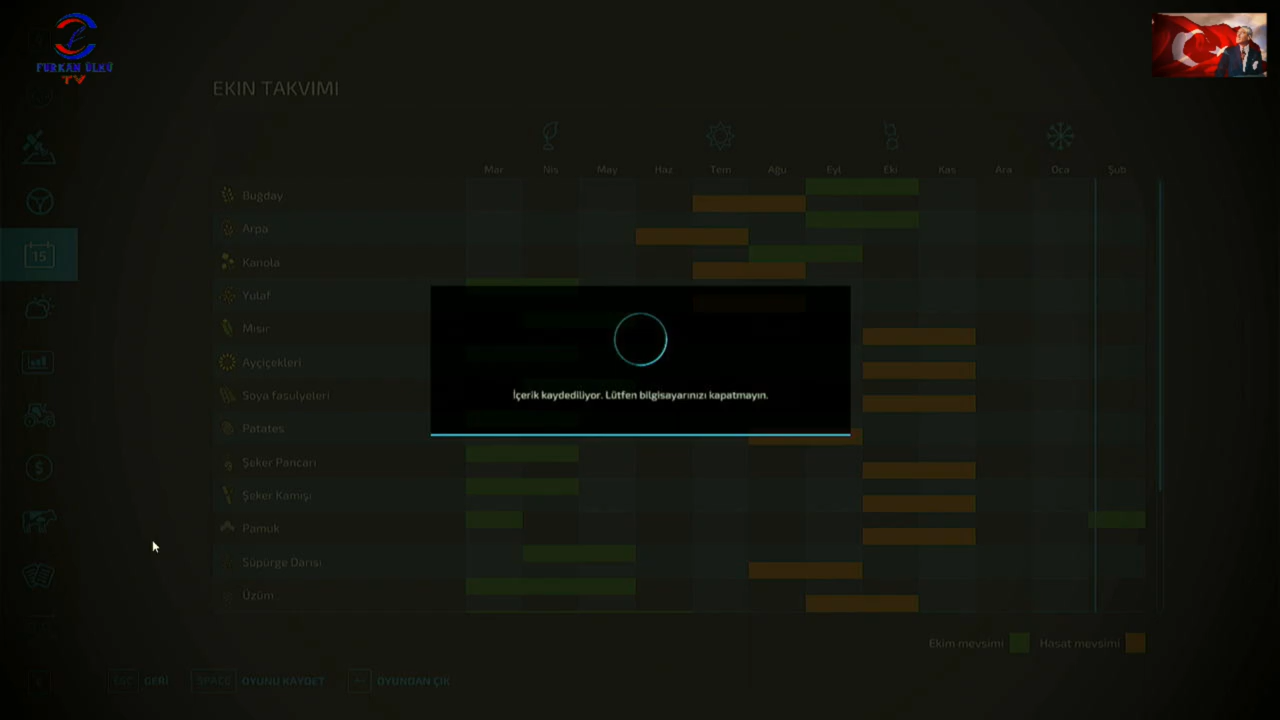 FURKAN ÜLKÜ
TV
EKİN TAKVİMİ
Mar Nis May Haz Tem Ağu Eyl Eki Kas Ara Oca Şub
Buğday
Arpa
Kanola
15
Yulaf
Mısır
Ayçiçekleri
Soya fasulyeleri
İçerik kaydediliyor. Lütfen bilgisayarınızı kapatmayın.
Patates
Şeker Pancarı
$
Şeker Kamışı
Pamuk
Süpürge Darısı
Üzüm
Ekim mevsimi
Hasat mevsimi
ESC GERİ SPACE OYUNU KAYDET OYUNDAN ÇIK